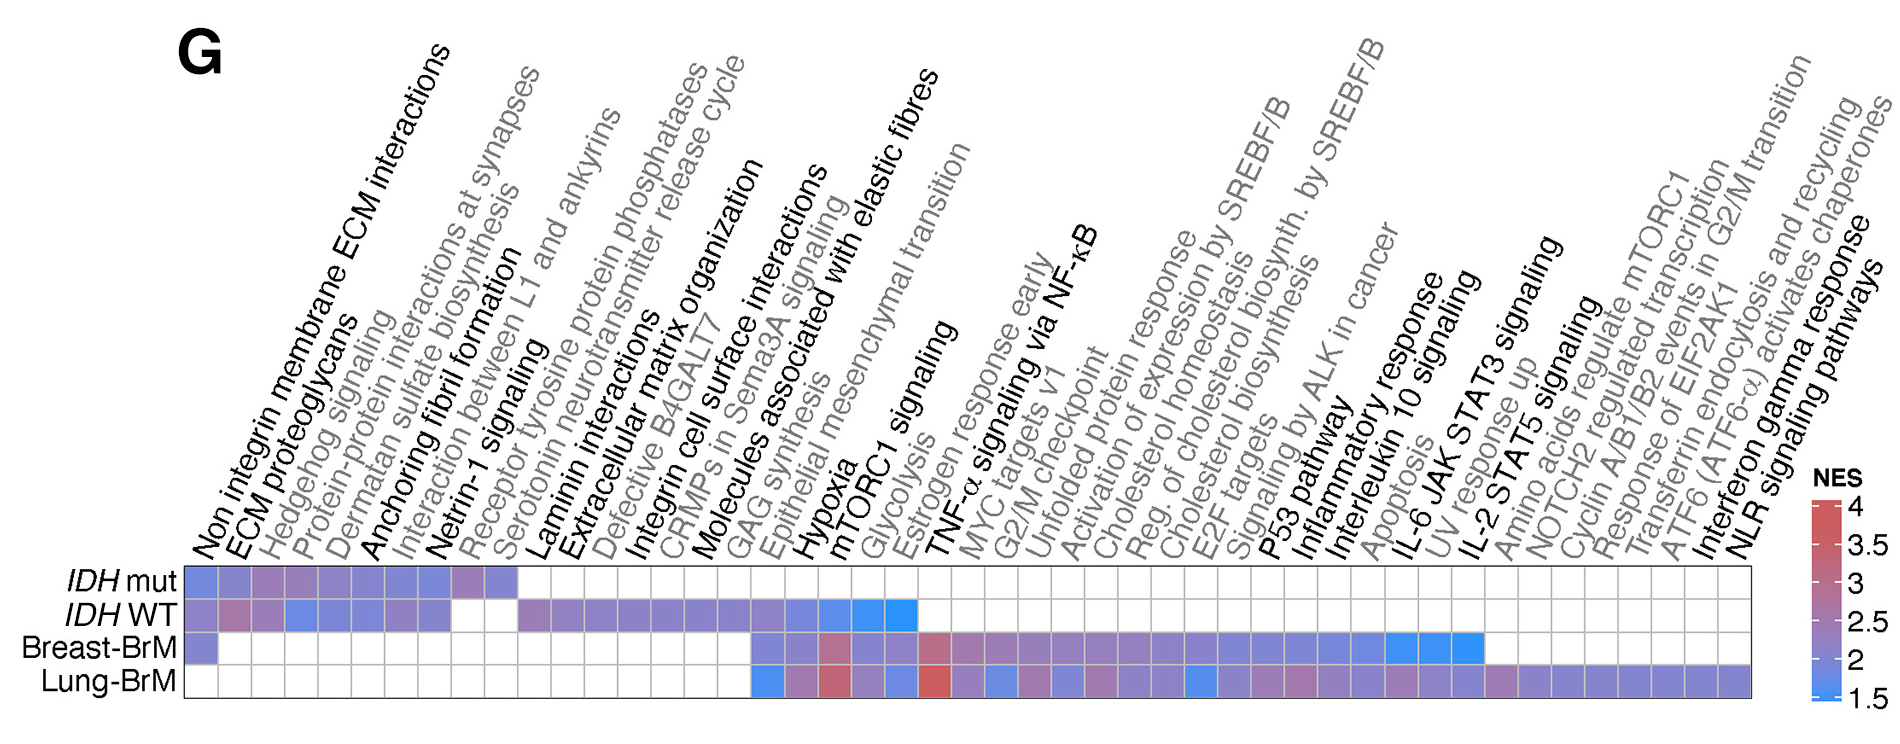 G
Non integrin membrane ECM interactions
ECM proteoglycans
Hedgehog signaling
Protein-protein interactions at synapses
Dermatan sulfate biosynthesis
Anchoring fibril formation
Interaction between L1 and ankyrins
Netrin-1 signaling
Receptor tyrosine protein phosphatases
Serotonin neurotransmitter release cycle
Laminin interactions
Extracellular matrix organization
Defective B4GALT7
Integrin cell surface interactions
CRMPs in Sema3A signaling
Molecules associated with elastic fibres
GAG synthesis
Epithelial mesenchymal transition
Hypoxia
mTORC1 signaling
Glycolysis
Estrogen response early
TNF-α signaling via NF-κB
MYC targets v1
G2/M checkpoint
Unfolded protein response
Activation of expression by SREBF/B
Cholesterol homeostasis
Reg. of cholesterol biosynth. by SREBF/B
Cholesterol biosynthesis
E2F targets
Signaling by ALK in cancer
P53 pathway
Inflammatory response
Interleukin 10 signaling
Apoptosis
IL-6 JAK STAT3 signaling
UV response up
IL-2 STAT5 signaling
Amino acids regulate mTORC1
NOTCH2 regulated transcription
Cyclin A/B1/B2 events in G2/M transition
Response of EIF2AK1
Transferrin endocytosis and recycling
ATF6 (ATF6-α) activates chaperones
Interferon gamma response
NLR signaling pathways
IDH mut
IDH WT
Breast-BrM
Lung-BrM
NES
4
3.5
3
2.5
2
1.5